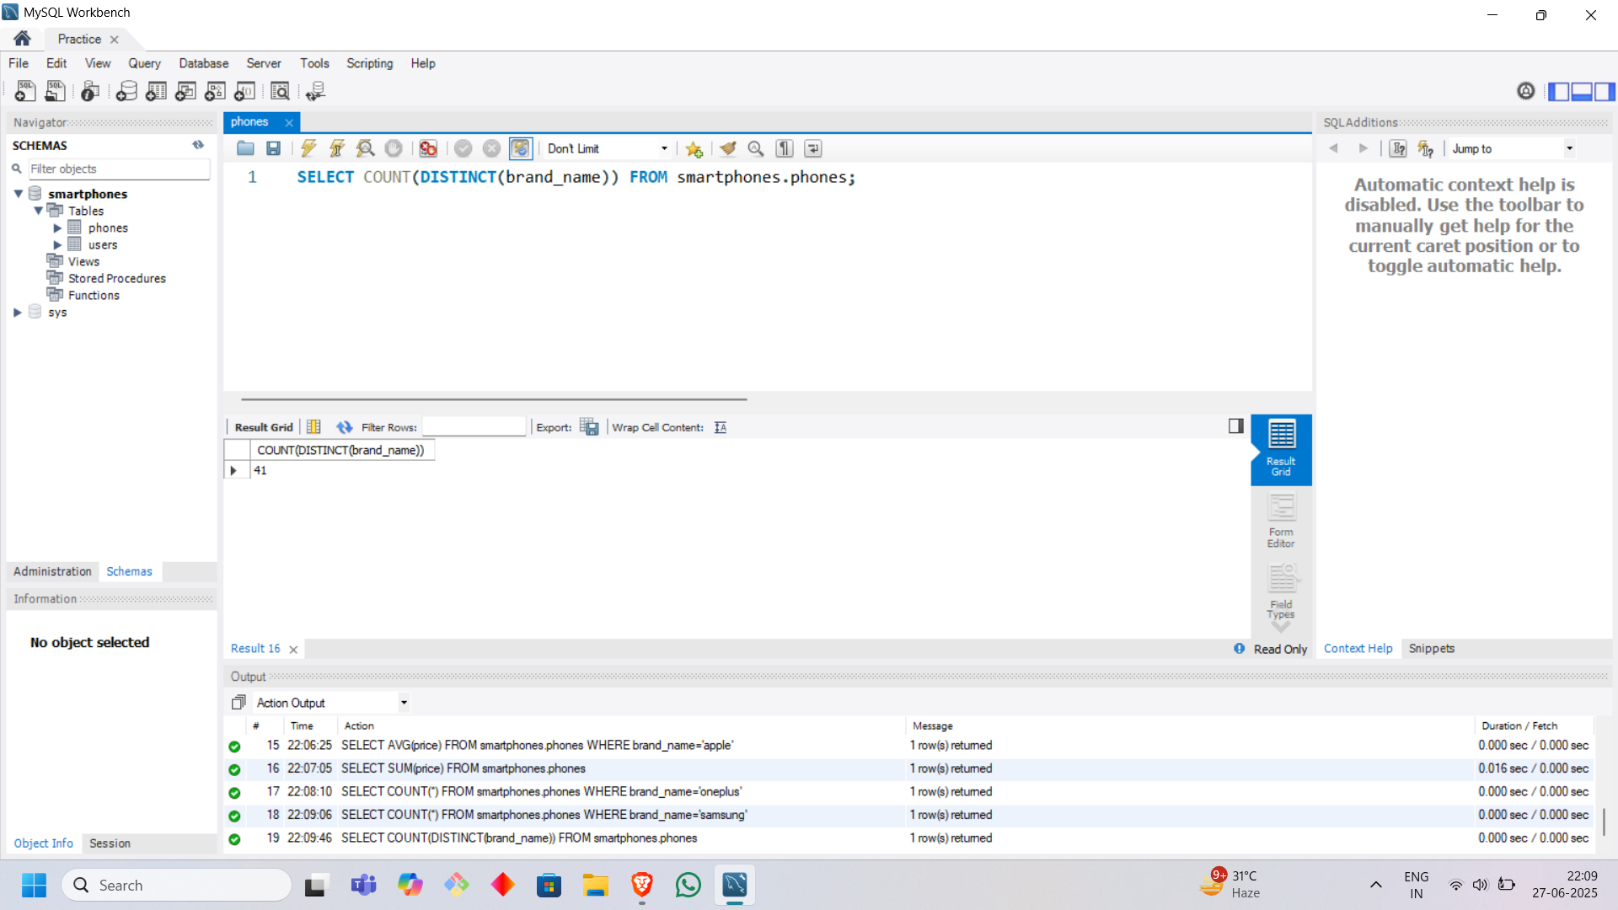 MySQL Workbench
Practice
File Edit View Query Database Server Tools Scripting Help
Navigator
SCHEMAS
Filter objects
smartphones
Tables
phones
users
Views
Stored Procedures
Functions
sys
Administration Schemas
Information
No object selected
Object Info Session
phones
Don't Limit
1 SELECT COUNT(DISTINCT(brand_name)) FROM smartphones.phones;
Result Grid Filter Rows: Export: Wrap Cell Content:
COUNT(DISTINCT(brand_name))
41
Result
Grid
Form
Editor
Field
Types
Result 16
Read Only
SQLAdditions
Jump to
Automatic context help is
disabled. Use the toolbar to
manually get help for the
current caret position or to
toggle automatic help.
Context Help Snippets
Output
Action Output
# Time Action Message Duration / Fetch
15 22:06:25 SELECT AVG(price) FROM smartphones.phones WHERE brand_name='apple' 1 row(s) returned 0.000 sec / 0.000 sec
16 22:07:05 SELECT SUM(price) FROM smartphones.phones 1 row(s) returned 0.016 sec / 0.000 sec
17 22:08:10 SELECT COUNT(*) FROM smartphones.phones WHERE brand_name='oneplus' 1 row(s) returned 0.000 sec / 0.000 sec
18 22:09:06 SELECT COUNT(*) FROM smartphones.phones WHERE brand_name='samsung' 1 row(s) returned 0.000 sec / 0.000 sec
19 22:09:46 SELECT COUNT(DISTINCT(brand_name)) FROM smartphones.phones 1 row(s) returned 0.000 sec / 0.000 sec
Search
9+
31°C
Haze
ENG
IN
22:09
27-06-2025